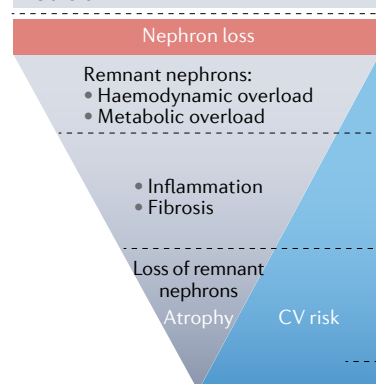 Nephron loss
Remnant nephrons:
• Haemodynamic overload
• Metabolic overload
• Inflammation
• Fibrosis
Loss of remnant
nephrons
Atrophy
CV risk